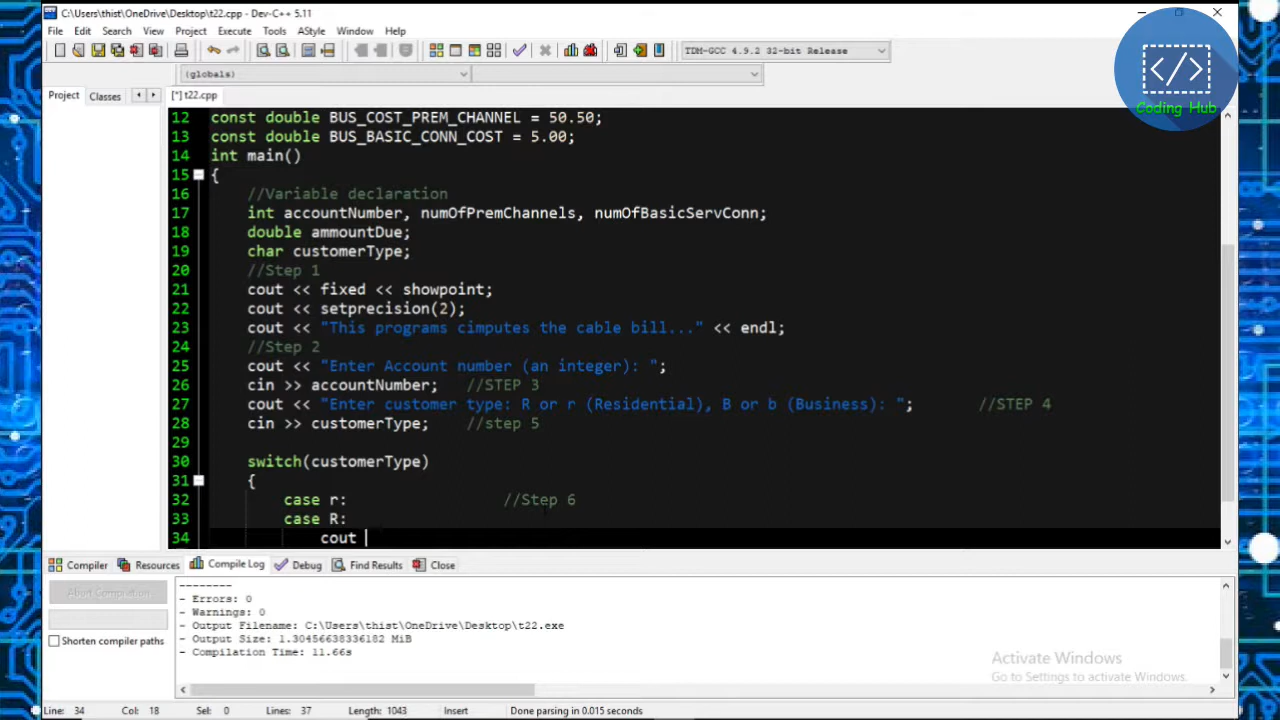 C:\Users\thist\OneDrive\Desktop\t22.cpp - Dev-C++ 5.11
File Edit Search View Project Execute Tools AStyle Window Help
TDM-GCC 4.9.2 32-bit Release
(globals)
</>
Coding Hub
Project Classes [*] t22.cpp
12 const double BUS_COST_PREM_CHANNEL = 50.50;
13 const double BUS_BASIC_CONN_COST = 5.00;
14 int main()
15 {
16 //Variable declaration
17 int accountNumber, numOfPremChannels, numOfBasicServConn;
18 double ammountDue;
19 char customerType;
20 //Step 1
21 cout << fixed << showpoint;
22 cout << setprecision(2);
23 cout << "This programs cimputes the cable bill..." << endl;
24 //Step 2
25 cout << "Enter Account number (an integer): ";
26 cin >> accountNumber; //STEP 3
27 cout << "Enter customer type: R or r (Residential), B or b (Business): "; //STEP 4
28 cin >> customerType; //step 5
29
30 switch(customerType)
31 {
32 case r: //Step 6
33 case R:
34 cout
Compiler Resources Compile Log Debug Find Results Close
Abort Compilation
Shorten compiler paths
--------
- Errors: 0
- Warnings: 0
- Output Filename: C:\Users\thist\OneDrive\Desktop\t22.exe
- Output Size: 1.30456638336182 MiB
- Compilation Time: 11.66s
Activate Windows
Go to Settings to activate Windows.
Line: 34 Col: 18 Sel: 0 Lines: 37 Length: 1043 Insert Done parsing in 0.015 seconds